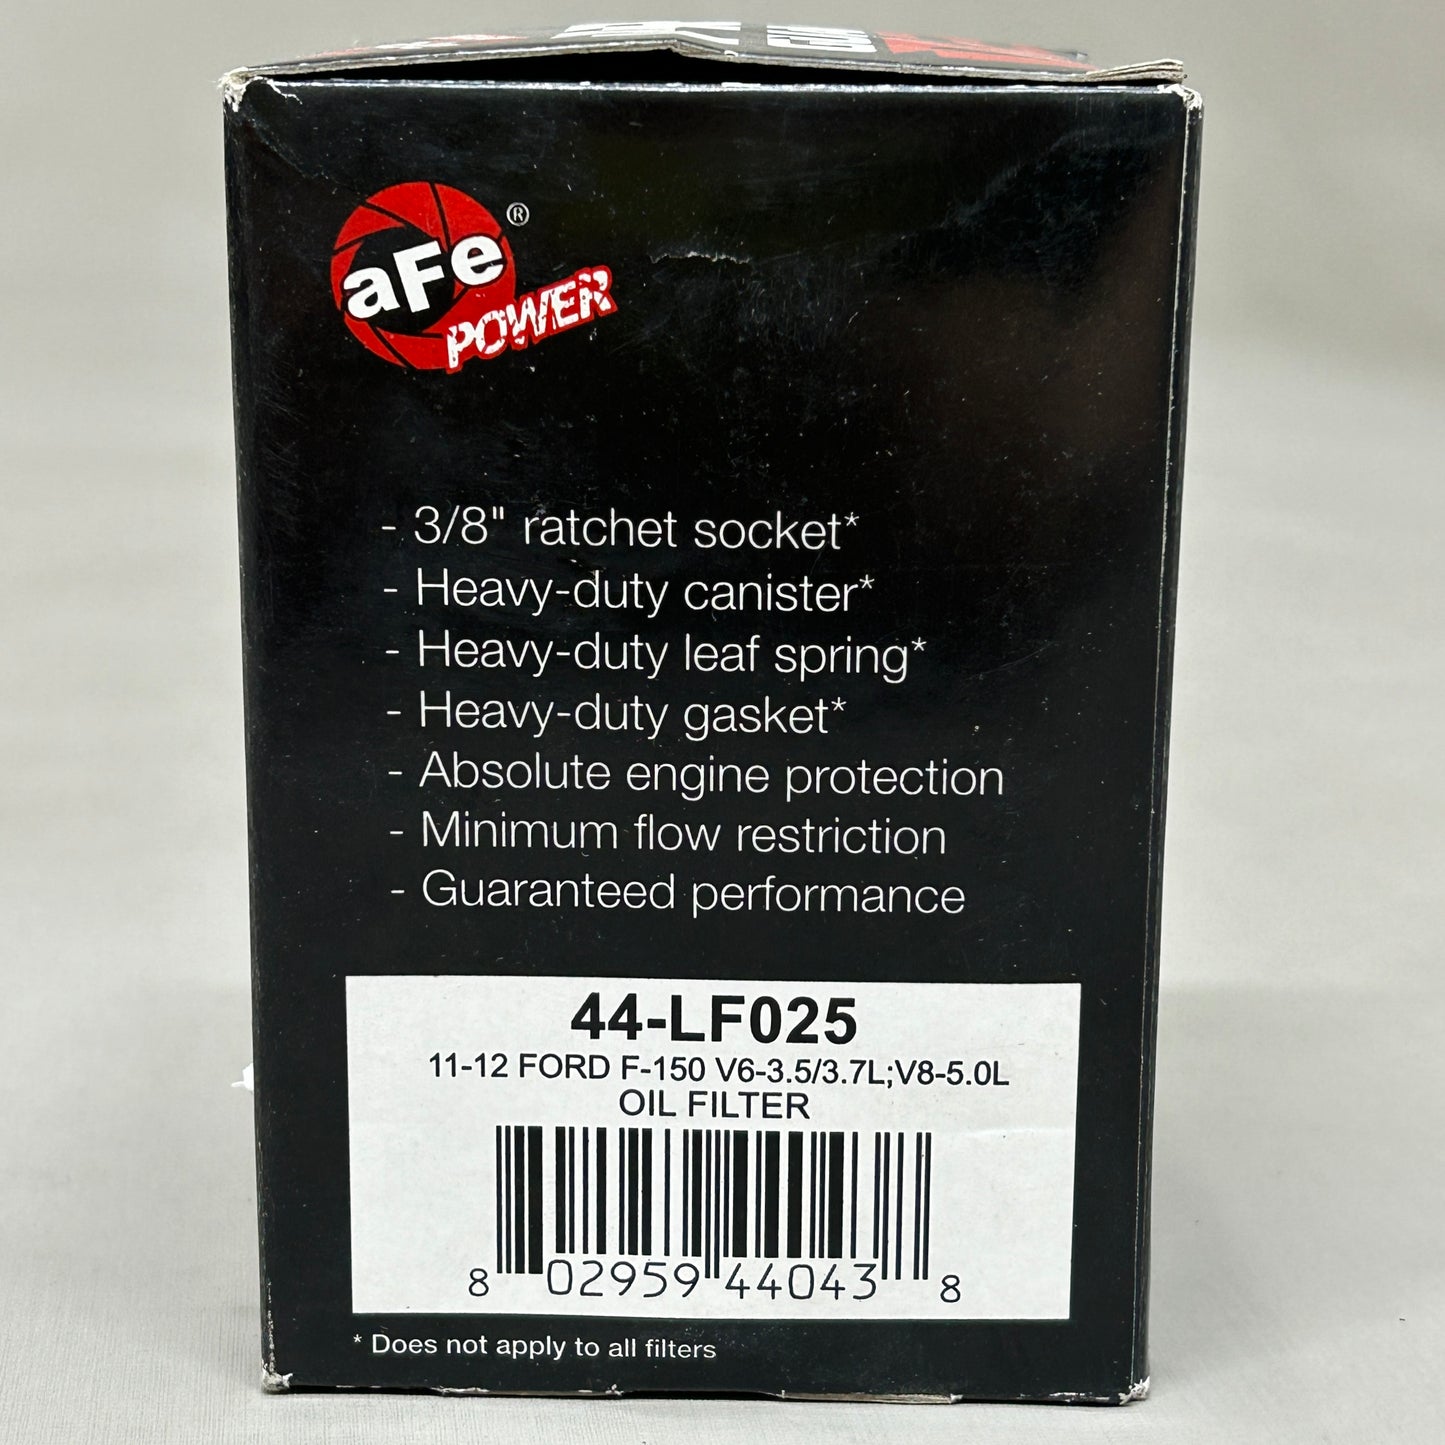 aFe®
POWER
- 3/8" ratchet socket*
- Heavy-duty canister*
- Heavy-duty leaf spring*
- Heavy-duty gasket*
- Absolute engine protection
- Minimum flow restriction
- Guaranteed performance
44-LF025
11-12 FORD F-150 V6-3.5/3.7L;V8-5.0L
OIL FILTER
8 02959 44043 8
* Does not apply to all filters